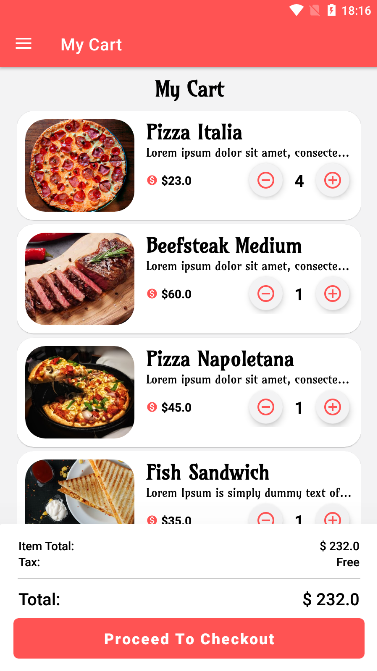 18:16
My Cart
My Cart
Pizza Italia
Lorem ipsum dolor sit amet, consecte...
$23.0
4
Beefsteak Medium
Lorem ipsum dolor sit amet, consecte...
$60.0
1
Pizza Napoletana
Lorem ipsum dolor sit amet, consecte...
$45.0
1
Fish Sandwich
Lorem Ipsum is simply dummy text of...
$35.0
1
Item Total: $ 232.0
Tax: Free
Total: $ 232.0
Proceed To Checkout